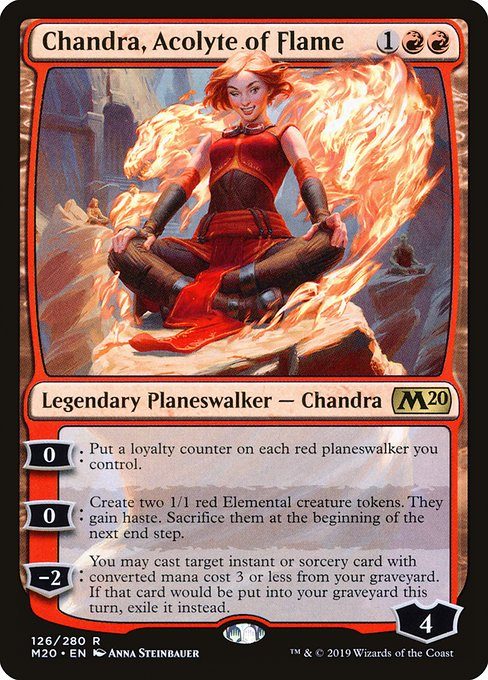 Chandra, Acolyte of Flame 1
Legendary Planeswalker — Chandra M20
0 : Put a loyalty counter on each red planeswalker you
control.
0 : Create two 1/1 red Elemental creature tokens. They
gain haste. Sacrifice them at the beginning of the
next end step.
-2 : You may cast target instant or sorcery card with
converted mana cost 3 or less from your graveyard.
If that card would be put into your graveyard this
turn, exile it instead.
4
126/280 R
M20 • EN Anna Steinbauer ™ & © 2019 Wizards of the Coast